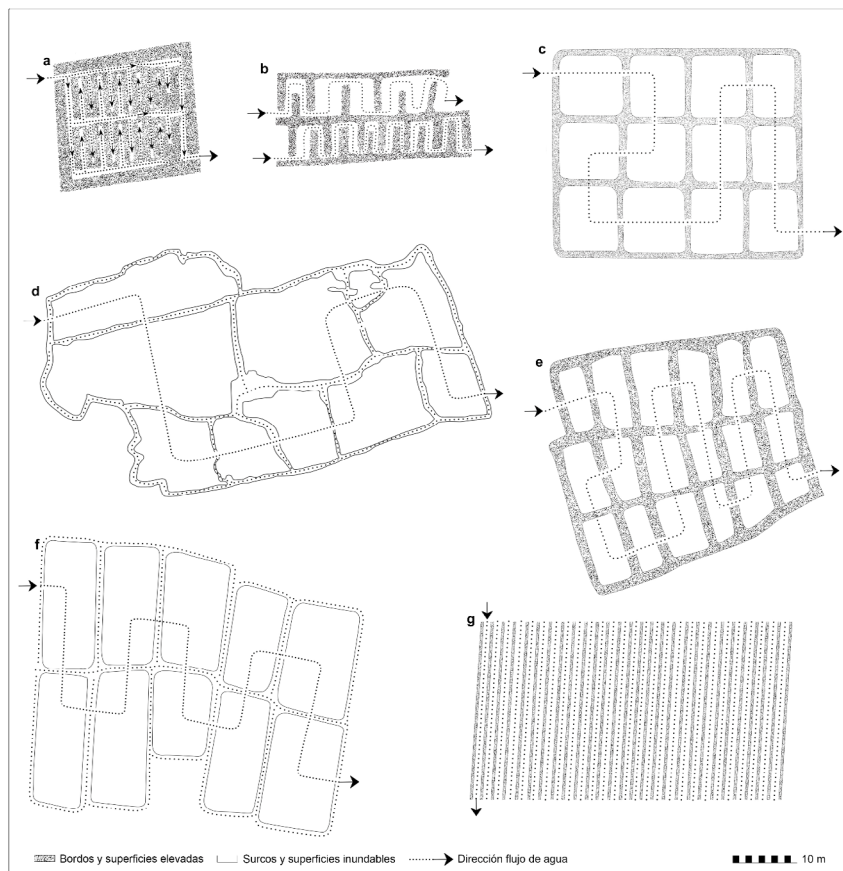 a
b
c
d
e
f
g
Bordos y superficies elevadas
Surcos y superficies inundables
Dirección flujo de agua
10 m